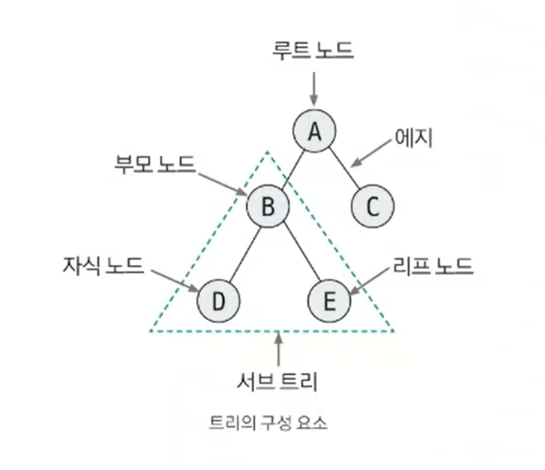 루트 노드
A
에지
부모 노드
B
C
자식 노드
리프 노드
D
E
서브 트리
트리의 구성 요소